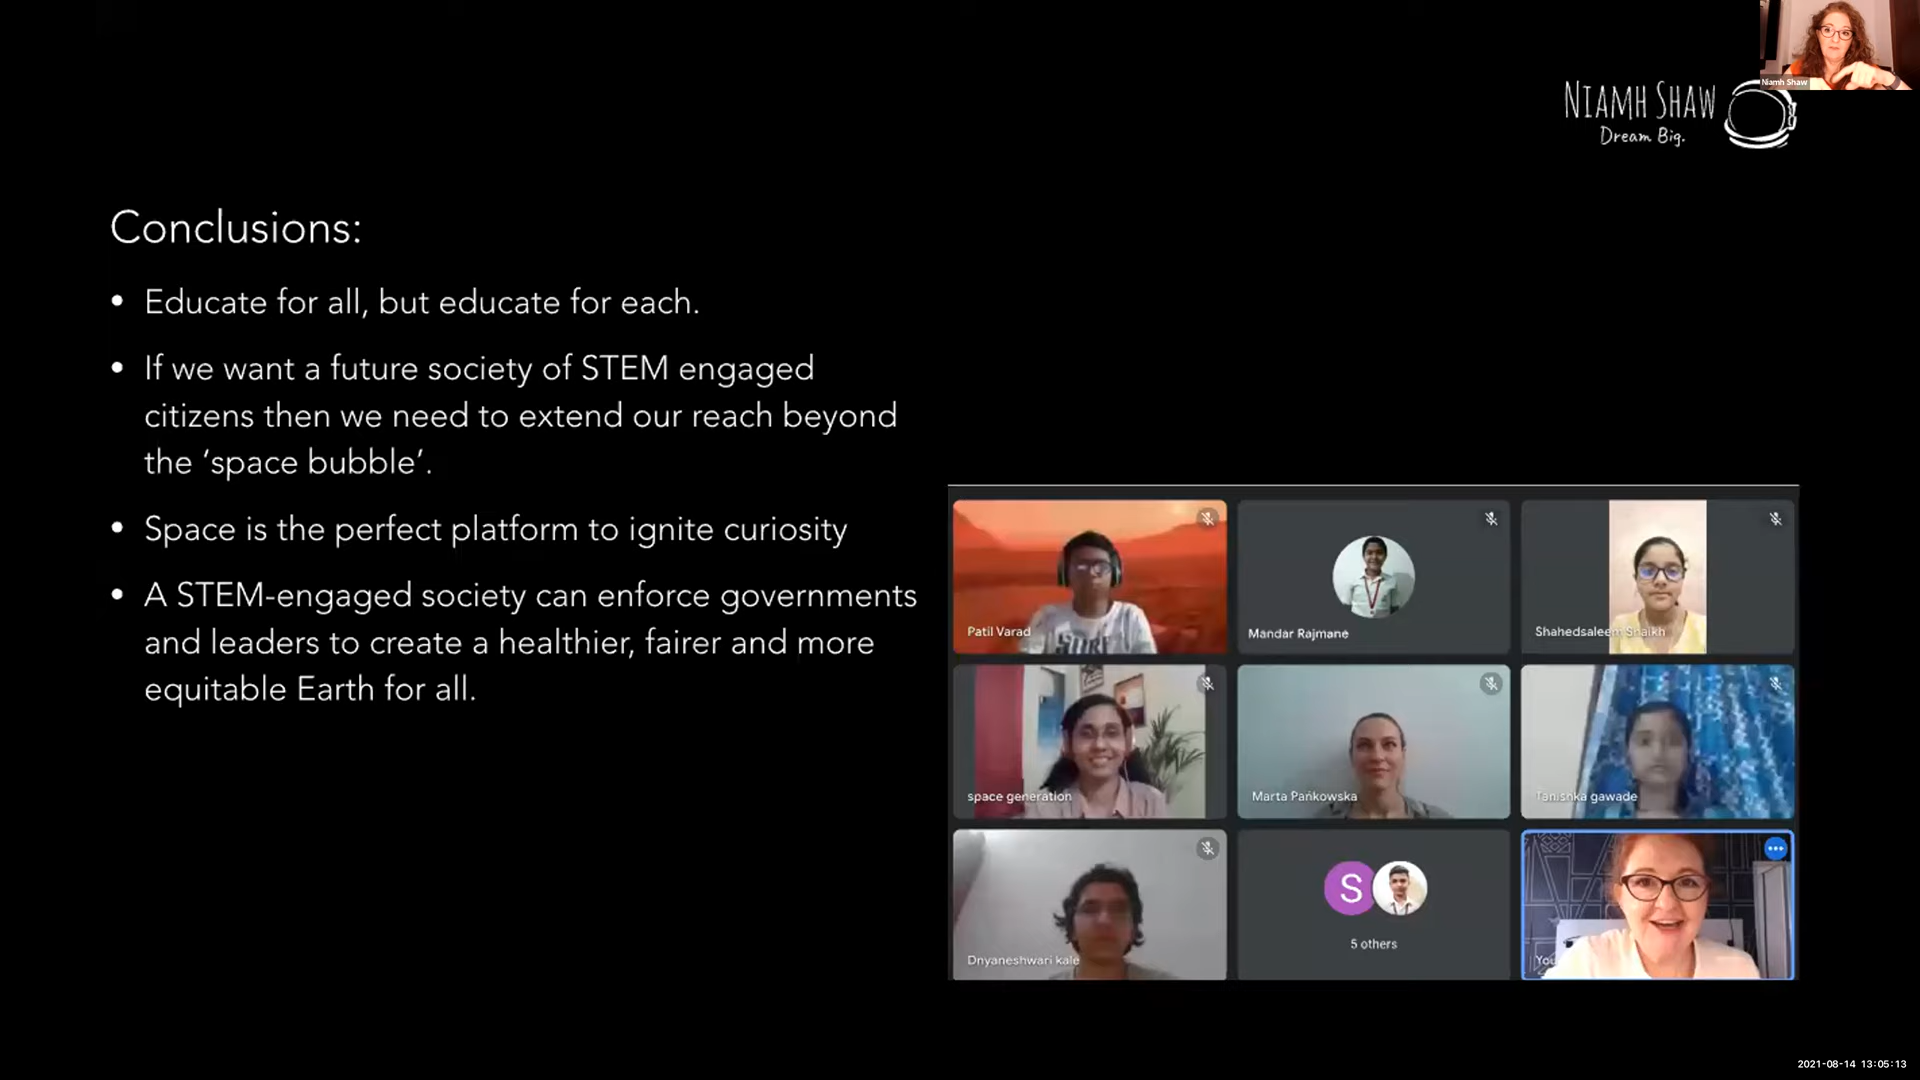 Niamh Shaw
NIAMH SHAW
Dream Big.
Conclusions:
• Educate for all, but educate for each.
• If we want a future society of STEM engaged
citizens then we need to extend our reach beyond
the ‘space bubble’.
• Space is the perfect platform to ignite curiosity
• A STEM-engaged society can enforce governments
and leaders to create a healthier, fairer and more
equitable Earth for all.
Patil Varad
Mandar Rajmane
Shahedsaleem Shaikh
space generation
Marta Pańkowska
Tanishka gawade
Dnyaneshwari kale
S
5 others
You
2021-08-14 13:05:13